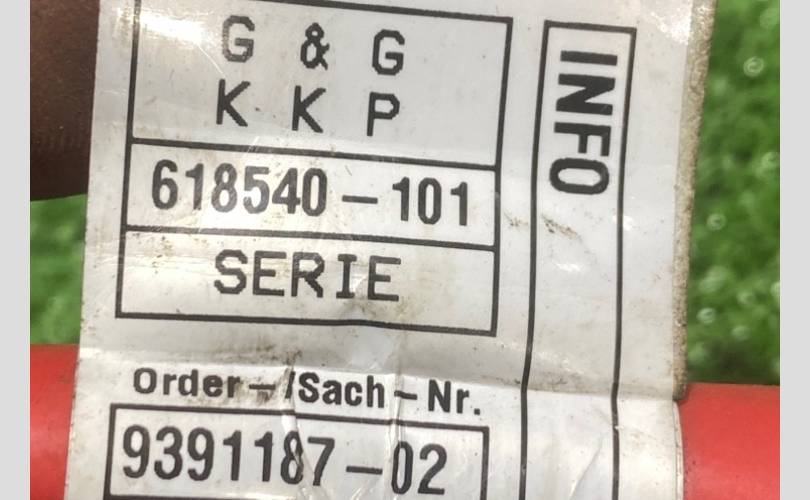 G & G
K K P
618540-101
SERIE
Order-/Sach-Nr.
9391187-02
INFO